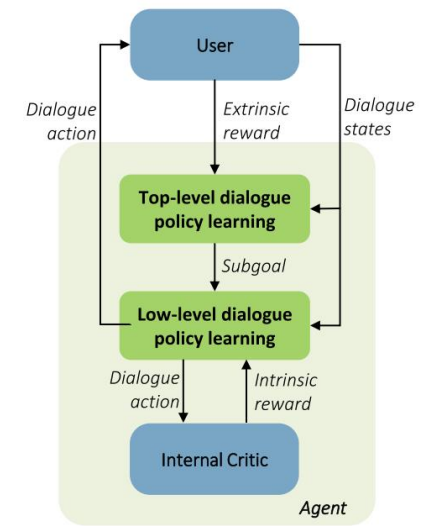 User
Dialogue
action
Extrinsic
reward
Dialogue
states
Top-level dialogue
policy learning
Subgoal
Low-level dialogue
policy learning
Dialogue
action
Intrinsic
reward
Internal Critic
Agent